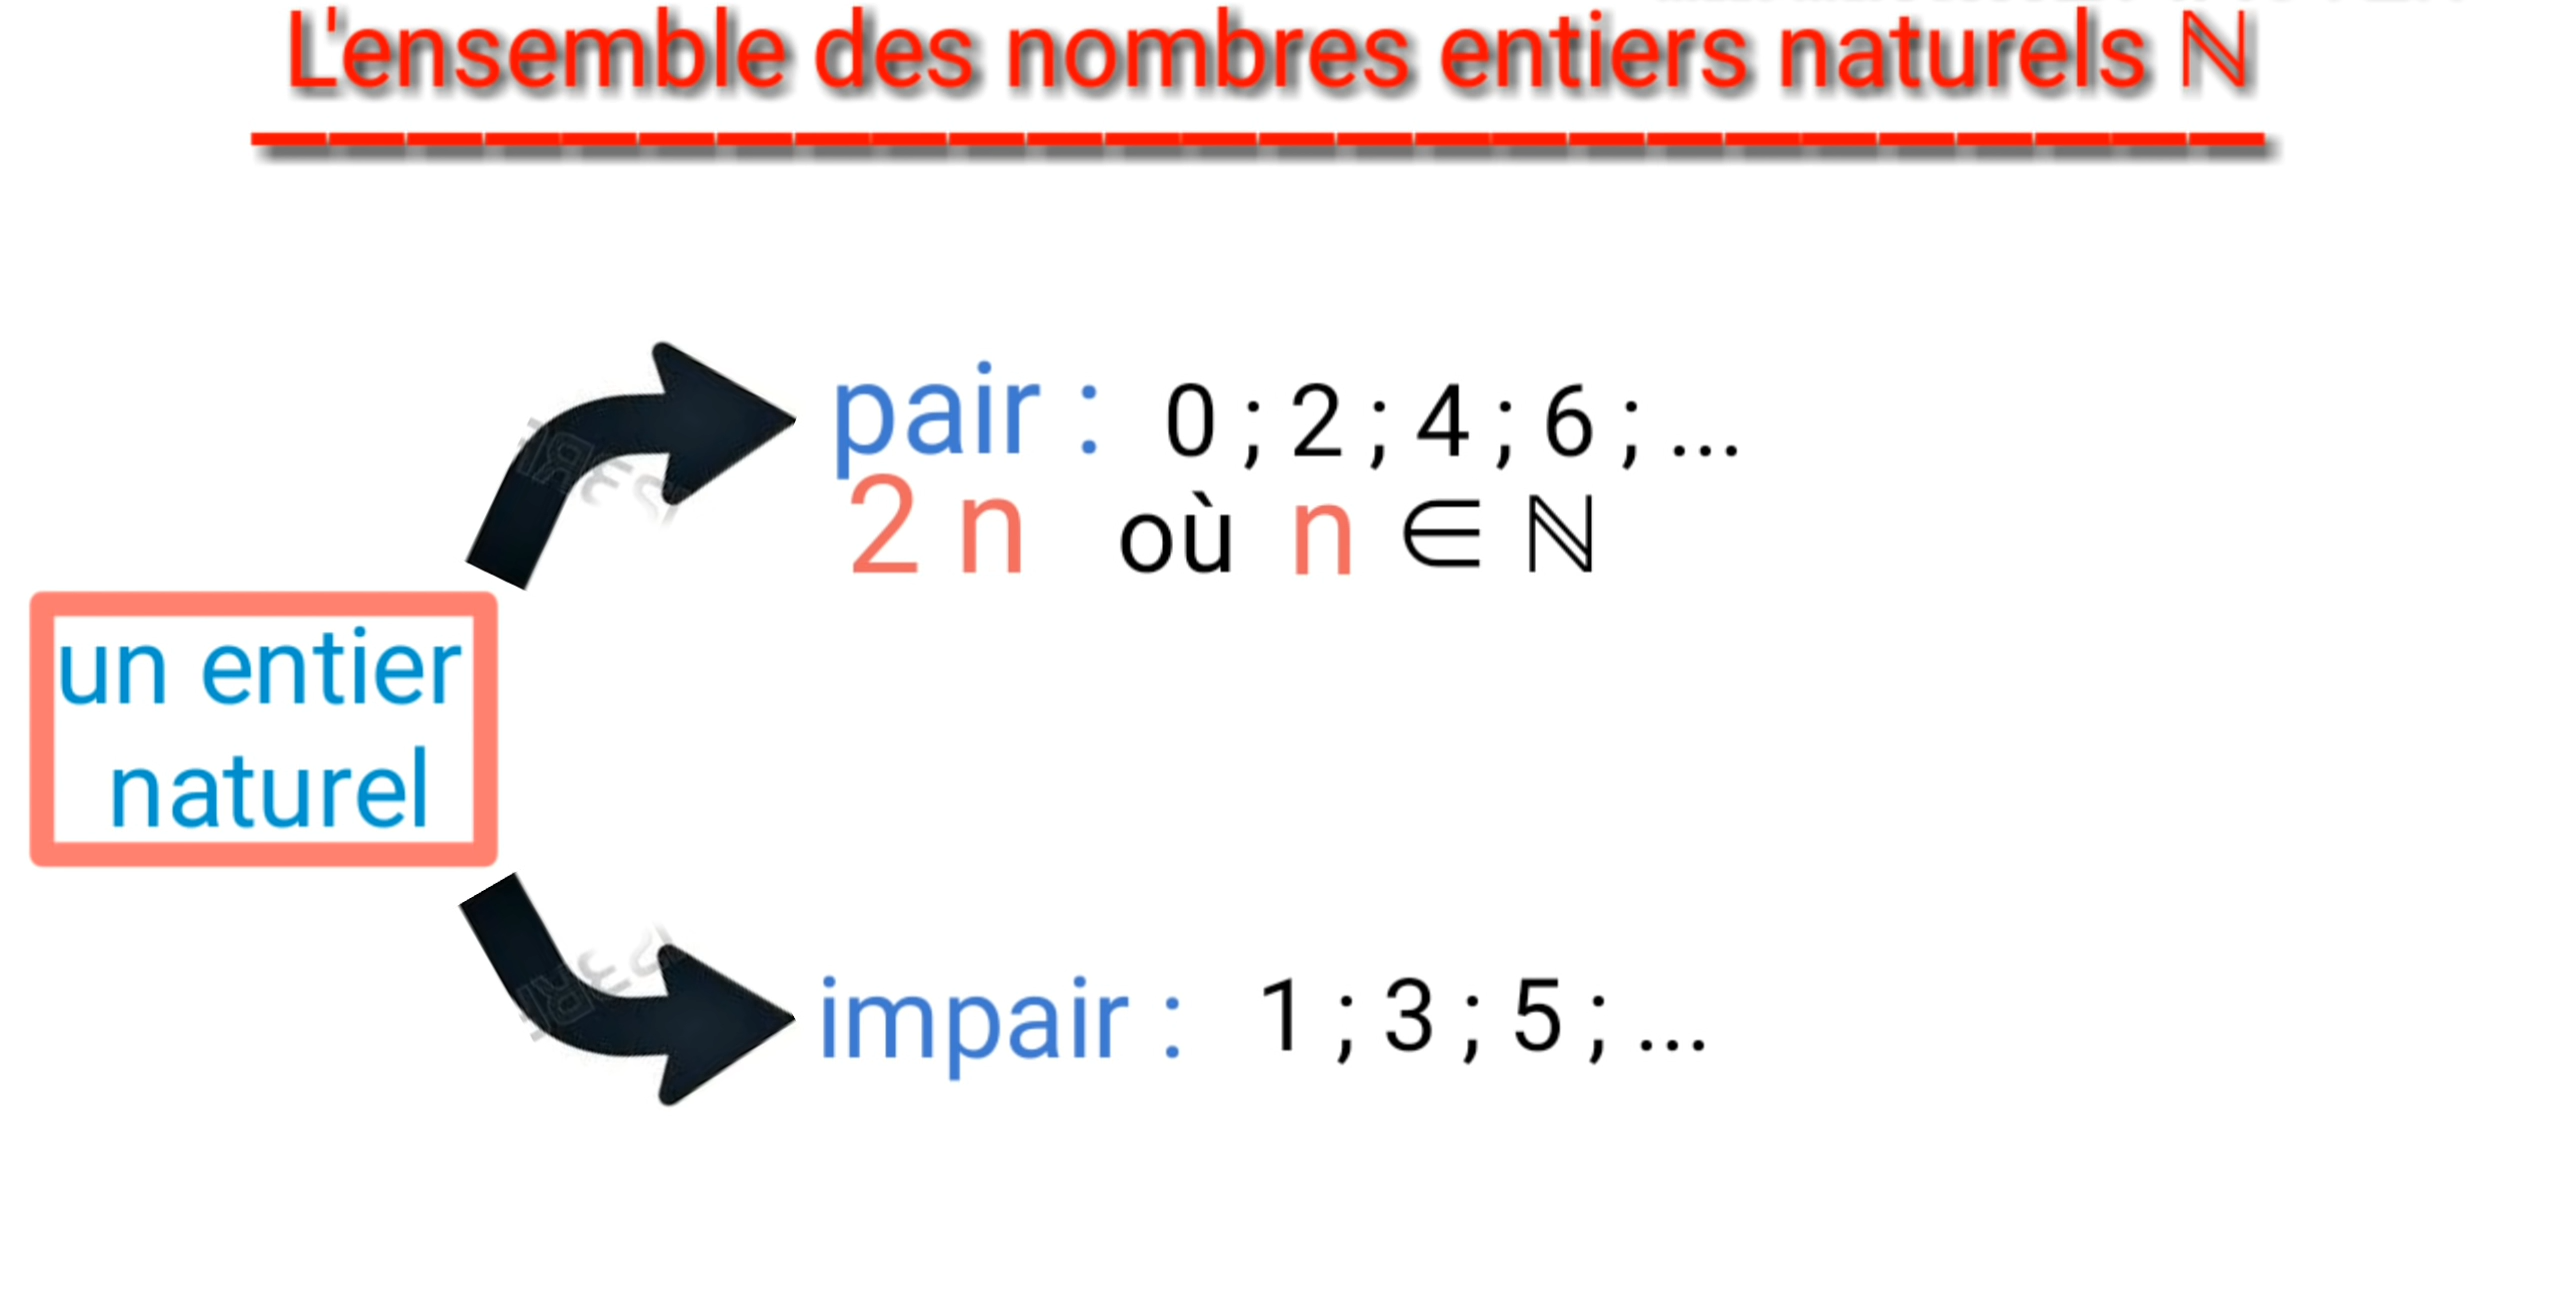 L'ensemble des nombres entiers naturels ℕ
pair : 0 ; 2 ; 4 ; 6 ; ...
2 n où n ∈ ℕ
un entier
naturel
impair : 1 ; 3 ; 5 ; ...